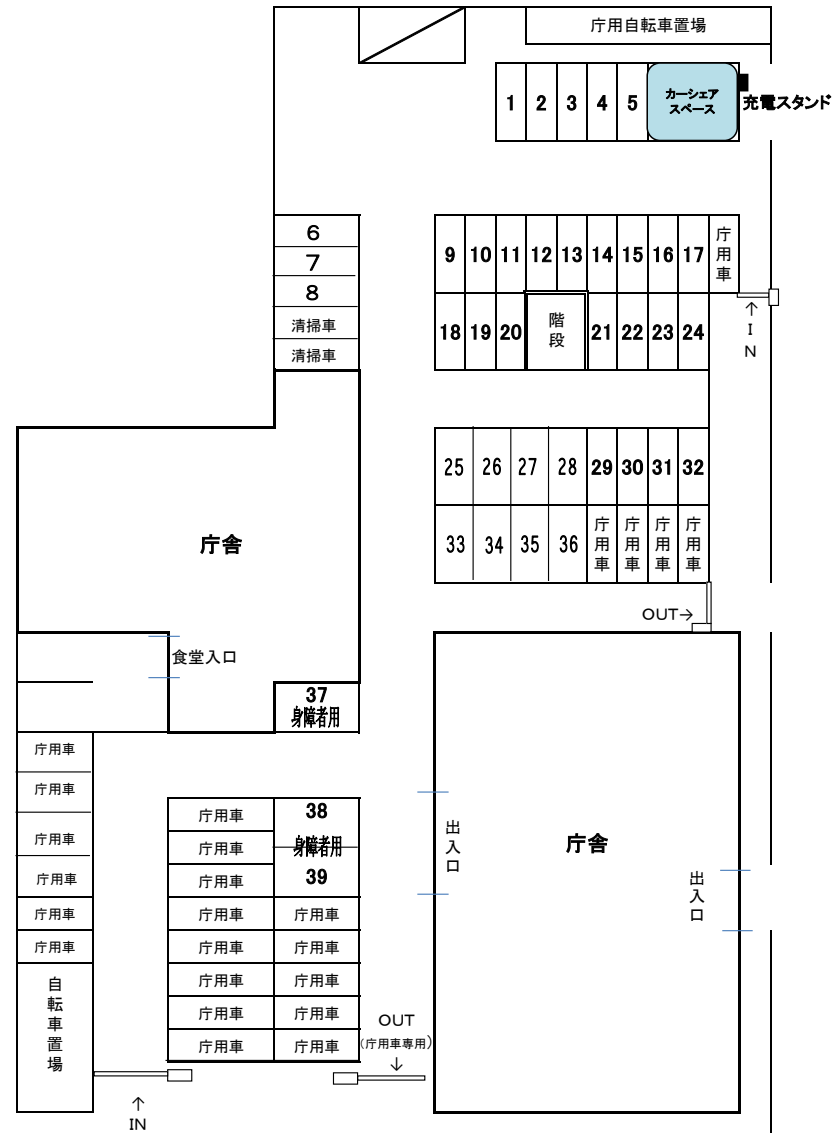 庁用自転車置場
1 2 3 4 5
カーシェア
スペース
充電スタンド
6
7
8
清掃車
清掃車
9 10 11 12 13 14 15 16 17 庁用車
18 19 20 階段 21 22 23 24
↑
IN
25 26 27 28 29 30 31 32
33 34 35 36 庁用車 庁用車 庁用車 庁用車
庁舎
OUT→
食堂入口
37
身障者用
庁用車
庁用車
庁用車
庁用車
庁用車
庁用車
自転車置場
庁用車
庁用車
庁用車
庁用車
庁用車
庁用車
庁用車
庁用車
38
身障者用
39
庁用車
庁用車
庁用車
庁用車
庁用車
出入口
庁舎
出入口
OUT
(庁用車専用)
↓
↑
IN